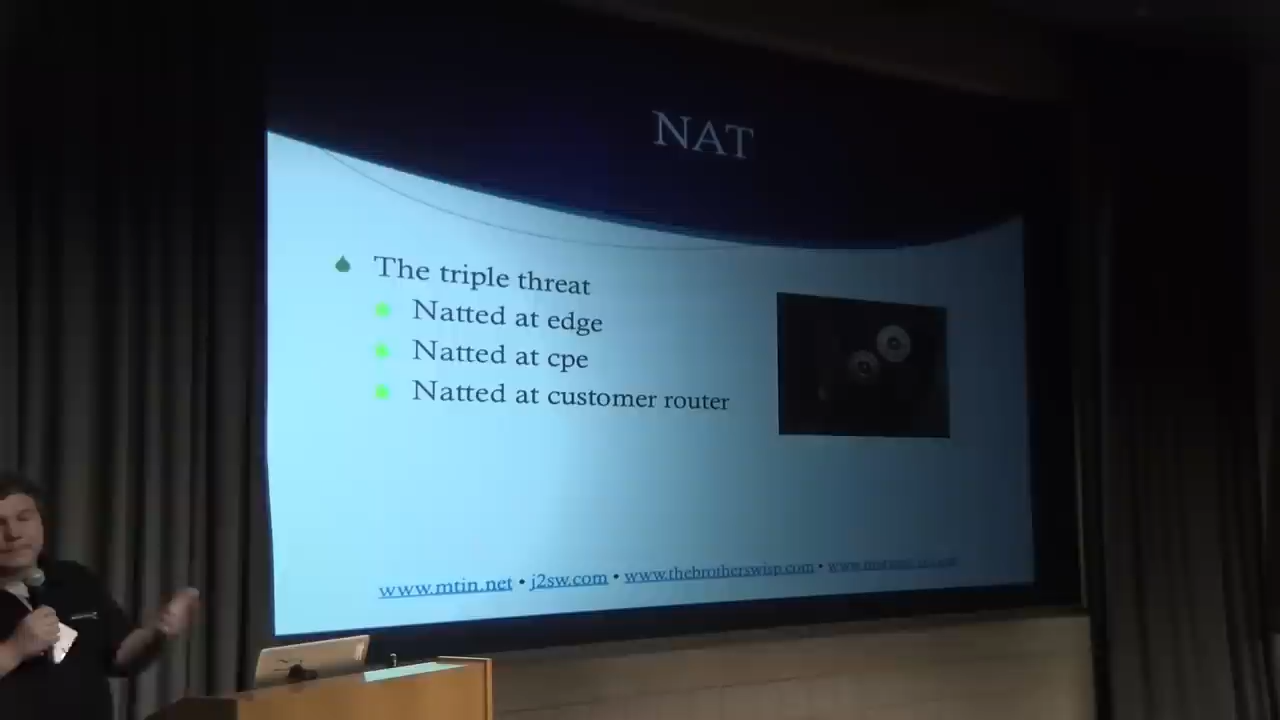 NAT
The triple threat
Natted at edge
Natted at cpe
Natted at customer router
www.mtin.net • j2sw.com • www.thebrotherswisp.com •